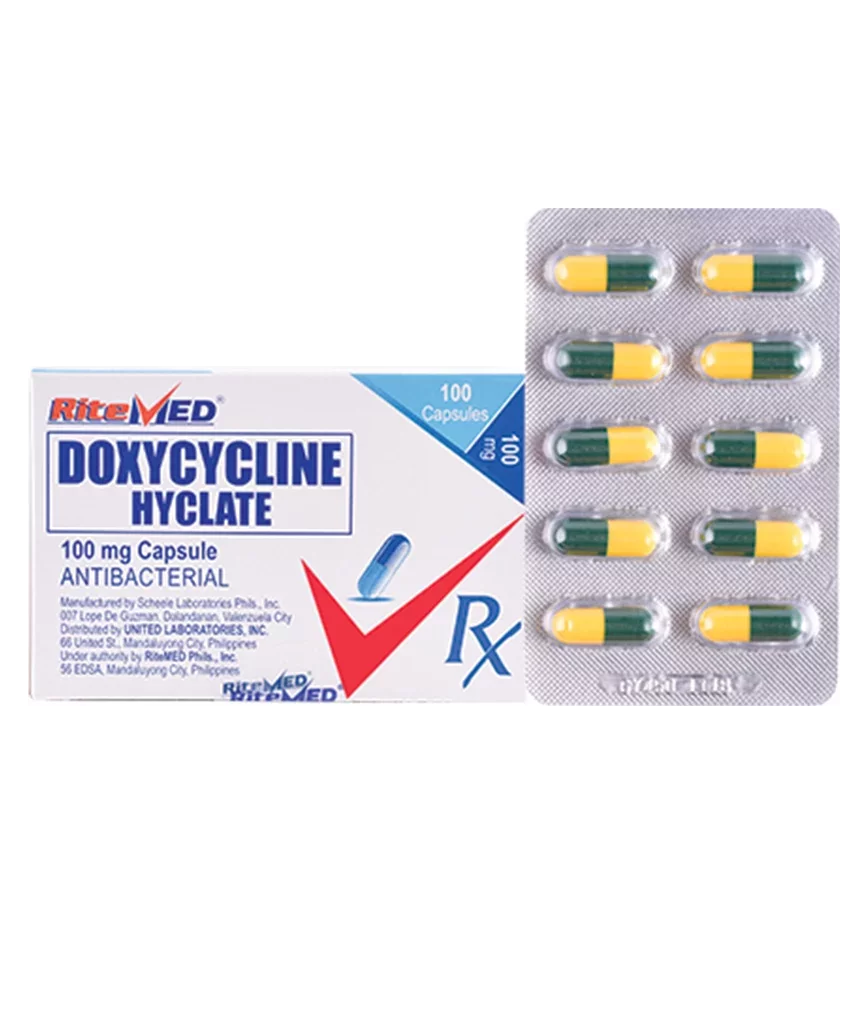 RiteMED®
DOXYCYCLINE
HYCLATE
100 mg Capsule
ANTIBACTERIAL
Manufactured by Scheele Laboratories Phils., Inc.
007 Lope De Guzman, Dalandanan, Valenzuela City
Distributed by UNITED LABORATORIES, INC.
66 United St., Mandaluyong City, Philippines
Under authority by RiteMED Phils., Inc.
56 EDSA, Mandaluyong City, Philippines
100
Capsules
100
mg
Rx
RiteMED®
RiteMED®